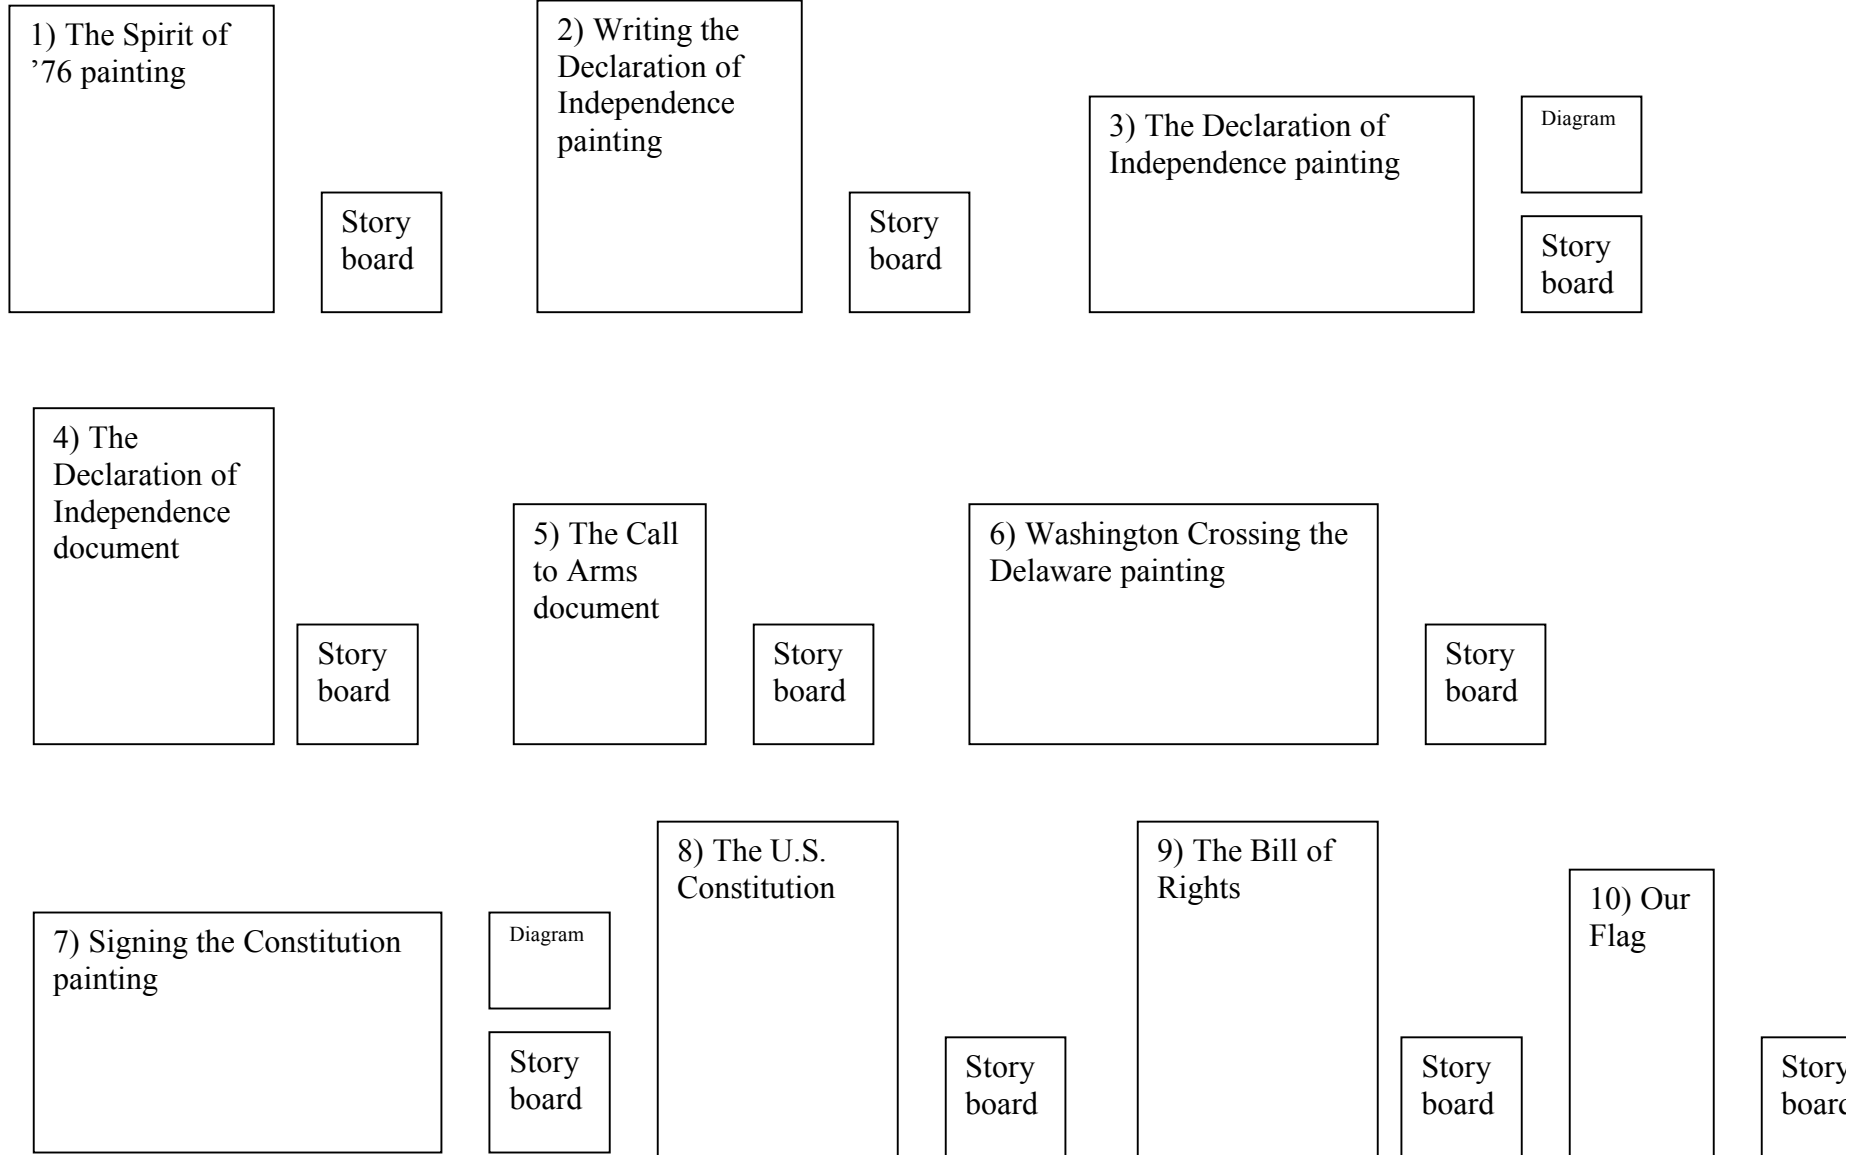 1) The Spirit of
’76 painting
Story
board
2) Writing the
Declaration of
Independence
painting
Story
board
3) The Declaration of
Independence painting
Diagram
Story
board
4) The
Declaration of
Independence
document
Story
board
5) The Call
to Arms
document
Story
board
6) Washington Crossing the
Delaware painting
Story
board
7) Signing the Constitution
painting
Diagram
Story
board
8) The U.S.
Constitution
Story
board
9) The Bill of
Rights
Story
board
10) Our
Flag
Story
board